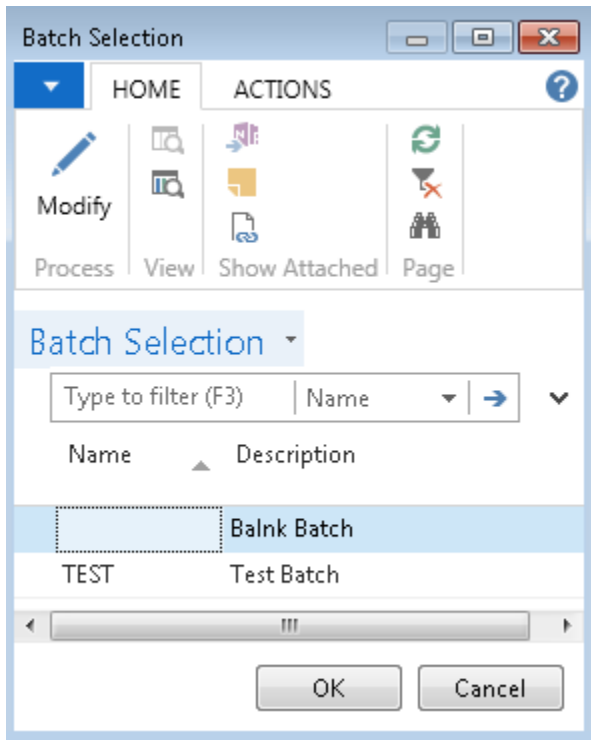 Batch Selection
HOME ACTIONS
Modify
Process View Show Attached Page
Batch Selection
Type to filter (F3) Name
Name Description
Balnk Batch
TEST Test Batch
OK Cancel